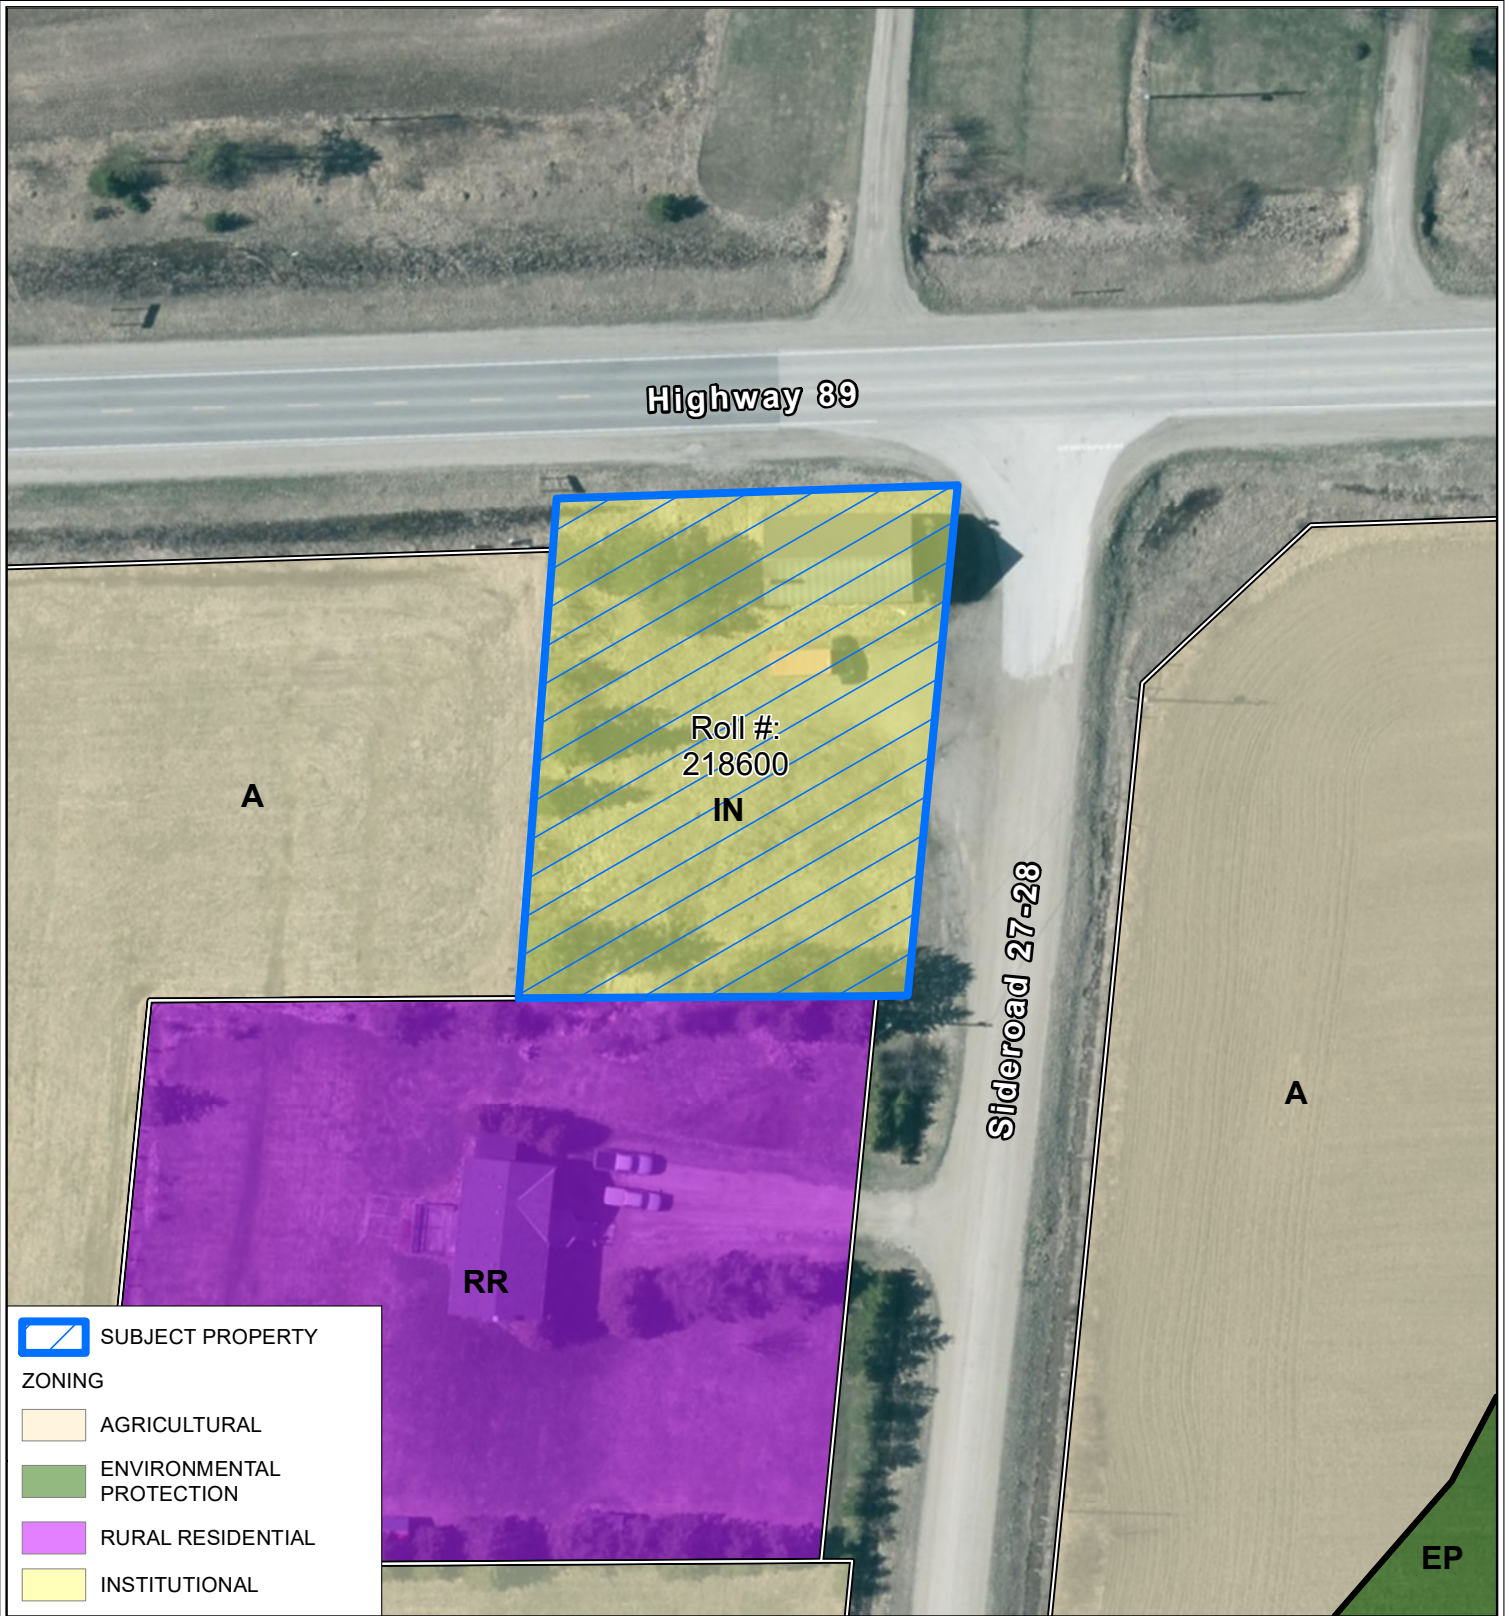 Highway 89
Roll #:
218600
IN
A
Sideroad 27-28
A
RR
EP
SUBJECT PROPERTY
ZONING
AGRICULTURAL
ENVIRONMENTAL
PROTECTION
RURAL RESIDENTIAL
INSTITUTIONAL